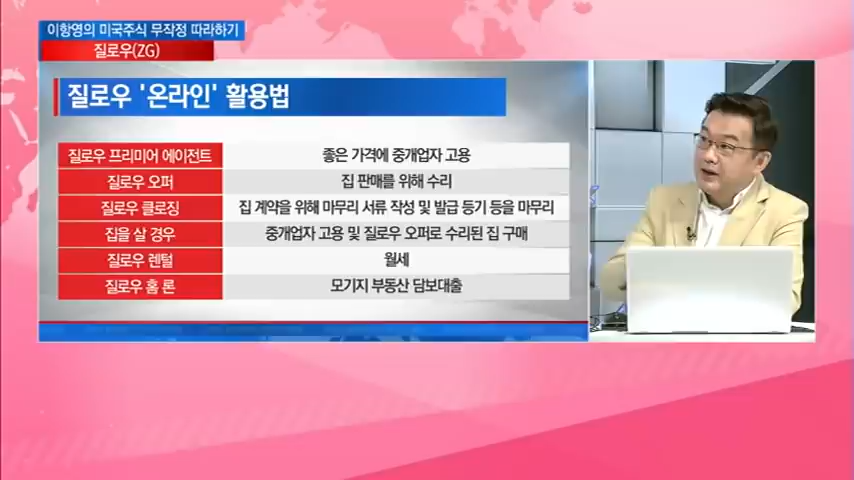 이항영의 미국주식 무작정 따라하기
질로우(ZG)
질로우 '온라인' 활용법
질로우 프리미어 에이전트 좋은 가격에 중개업자 고용
질로우 오퍼 집 판매를 위해 수리
질로우 클로징 집 계약을 위해 마무리 서류 작성 및 발급 등기 등을 마무리
집을 살 경우 중개업자 고용 및 질로우 오퍼로 수리된 집 구매
질로우 렌털 월세
질로우 홈 론 모기지 부동산 담보대출